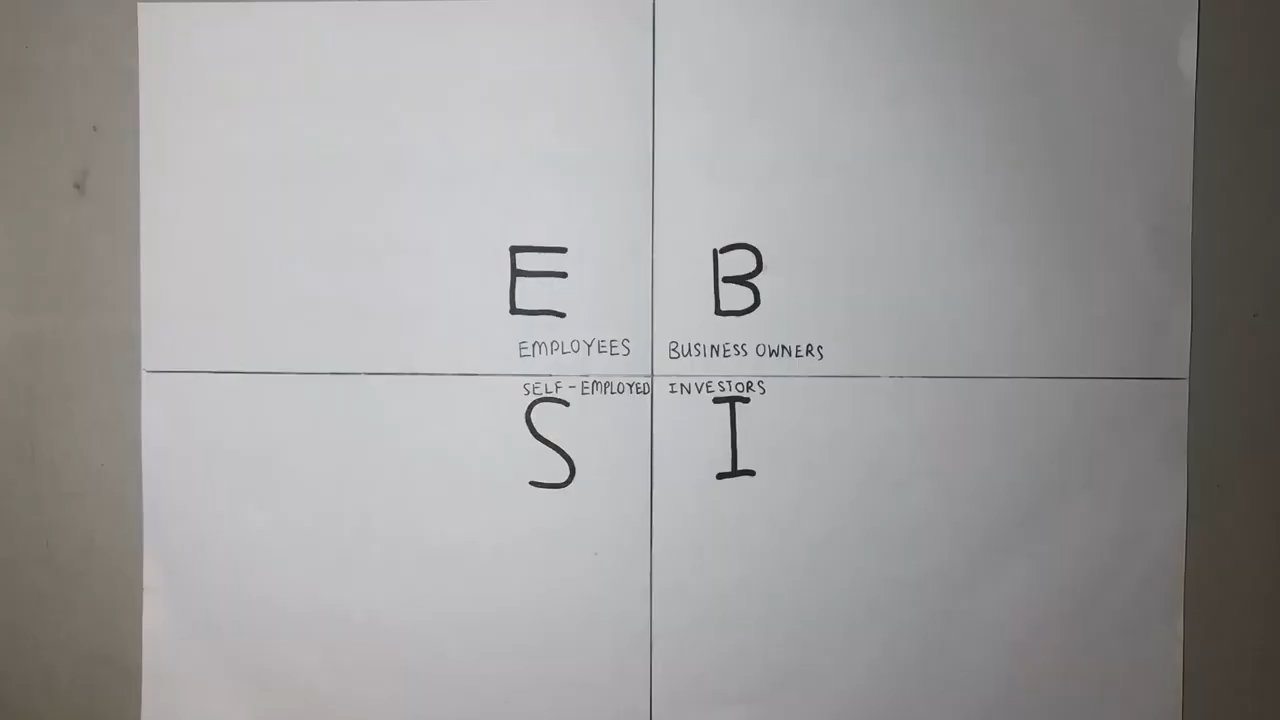 E B
EMPLOYEES BUSINESS OWNERS
SELF-EMPLOYED INVESTORS
S I